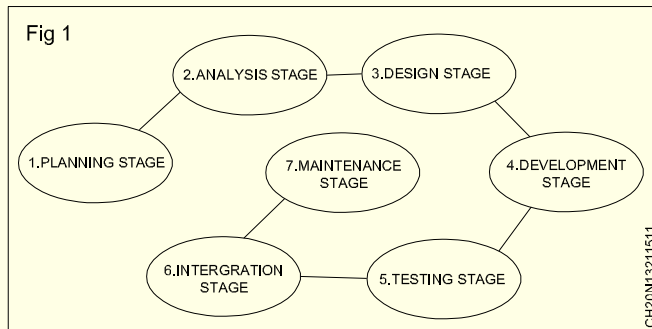 Fig 1
1.PLANNING STAGE
2.ANALYSIS STAGE
3.DESIGN STAGE
4.DEVELOPMENT
STAGE
5.TESTING STAGE
6.INTERGRATION
STAGE
7.MAINTENANCE
STAGE
CH20N13211511